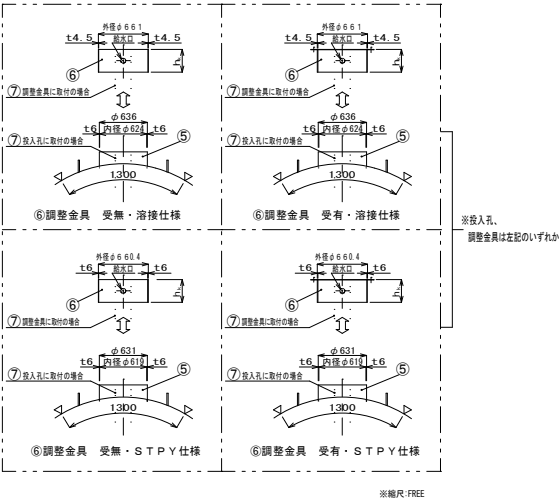 外径φ661
t4.5 給水口 t4.5
⑥
h
⑦調整金具に取付の場合
φ636
t6 内径φ624 t6
⑦投入孔に取付の場合
⑤
1,300
⑥調整金具 受無・溶接仕様
外径φ661
t4.5 給水口 t4.5
⑥
h
⑦調整金具に取付の場合
φ636
t6 内径φ624 t6
⑦投入孔に取付の場合
⑤
1,300
⑥調整金具 受有・溶接仕様
※投入孔、
調整金具は左記のいずれか
外径φ660.4
t6 給水口 t6
⑥
h
⑦調整金具に取付の場合
φ631
t6 内径φ619 t6
⑦投入孔に取付の場合
⑤
1300
⑥調整金具 受無・STPY仕様
外径φ660.4
t6 給水口 t6
⑥
h
⑦調整金具に取付の場合
φ631
t6 内径φ619 t6
⑦投入孔に取付の場合
⑤
1300
⑥調整金具 受有・STPY仕様
※縮尺:FREE